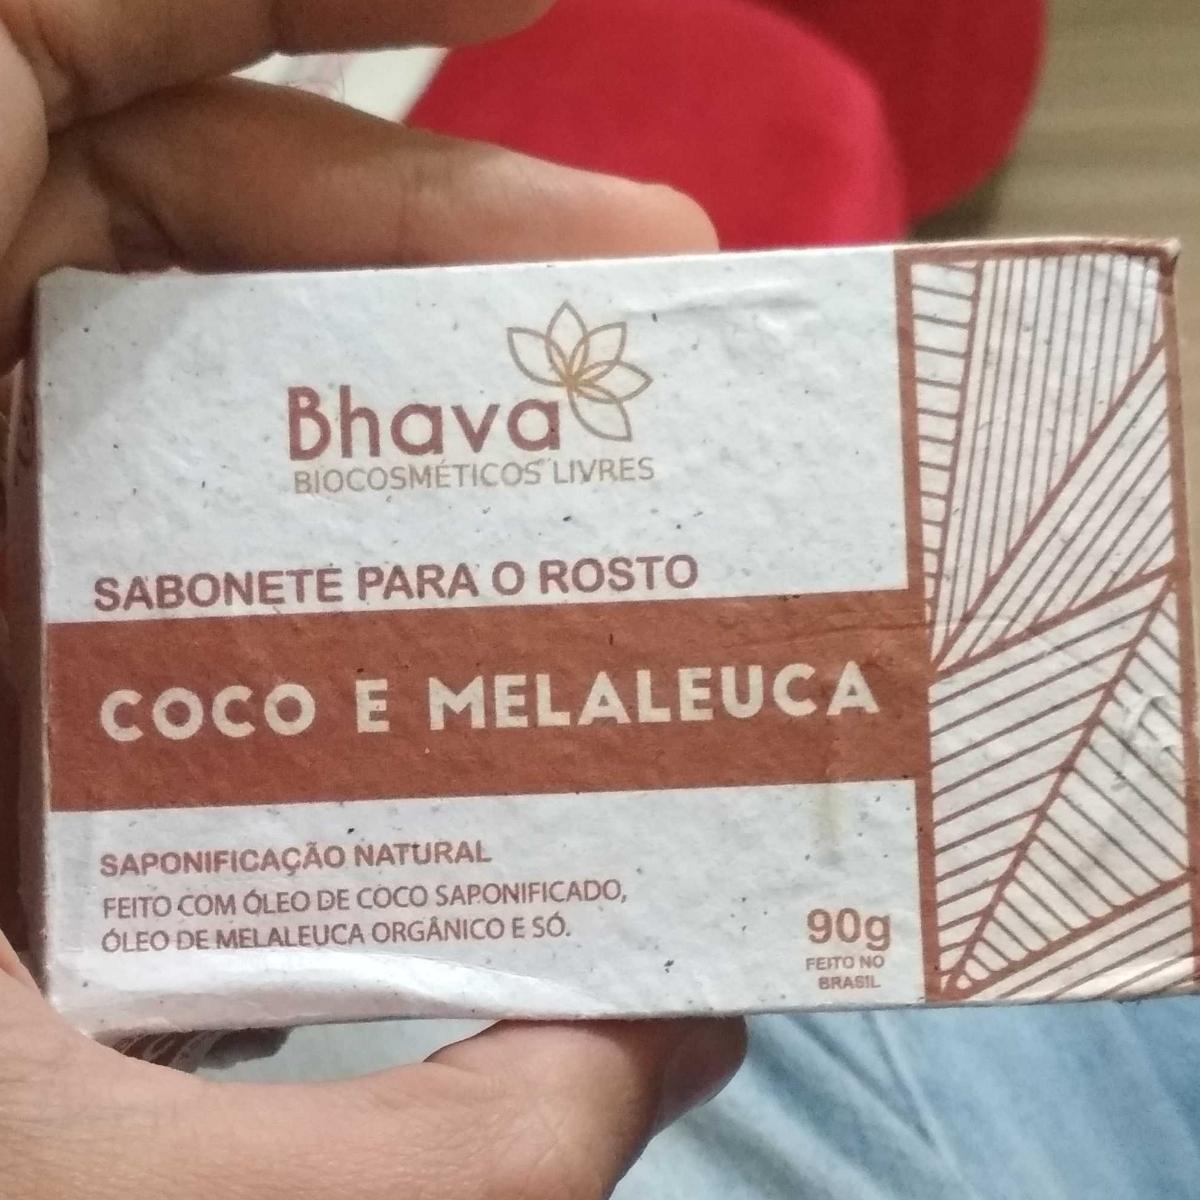 Bhava
BIOCOSMÉTICOS LIVRES
SABONETE PARA O ROSTO
COCO E MELALEUCA
SAPONIFICAÇÃO NATURAL
FEITO COM ÓLEO DE COCO SAPONIFICADO,
ÓLEO DE MELALEUCA ORGÂNICO E SÓ.
90g
FEITO NO
BRASIL